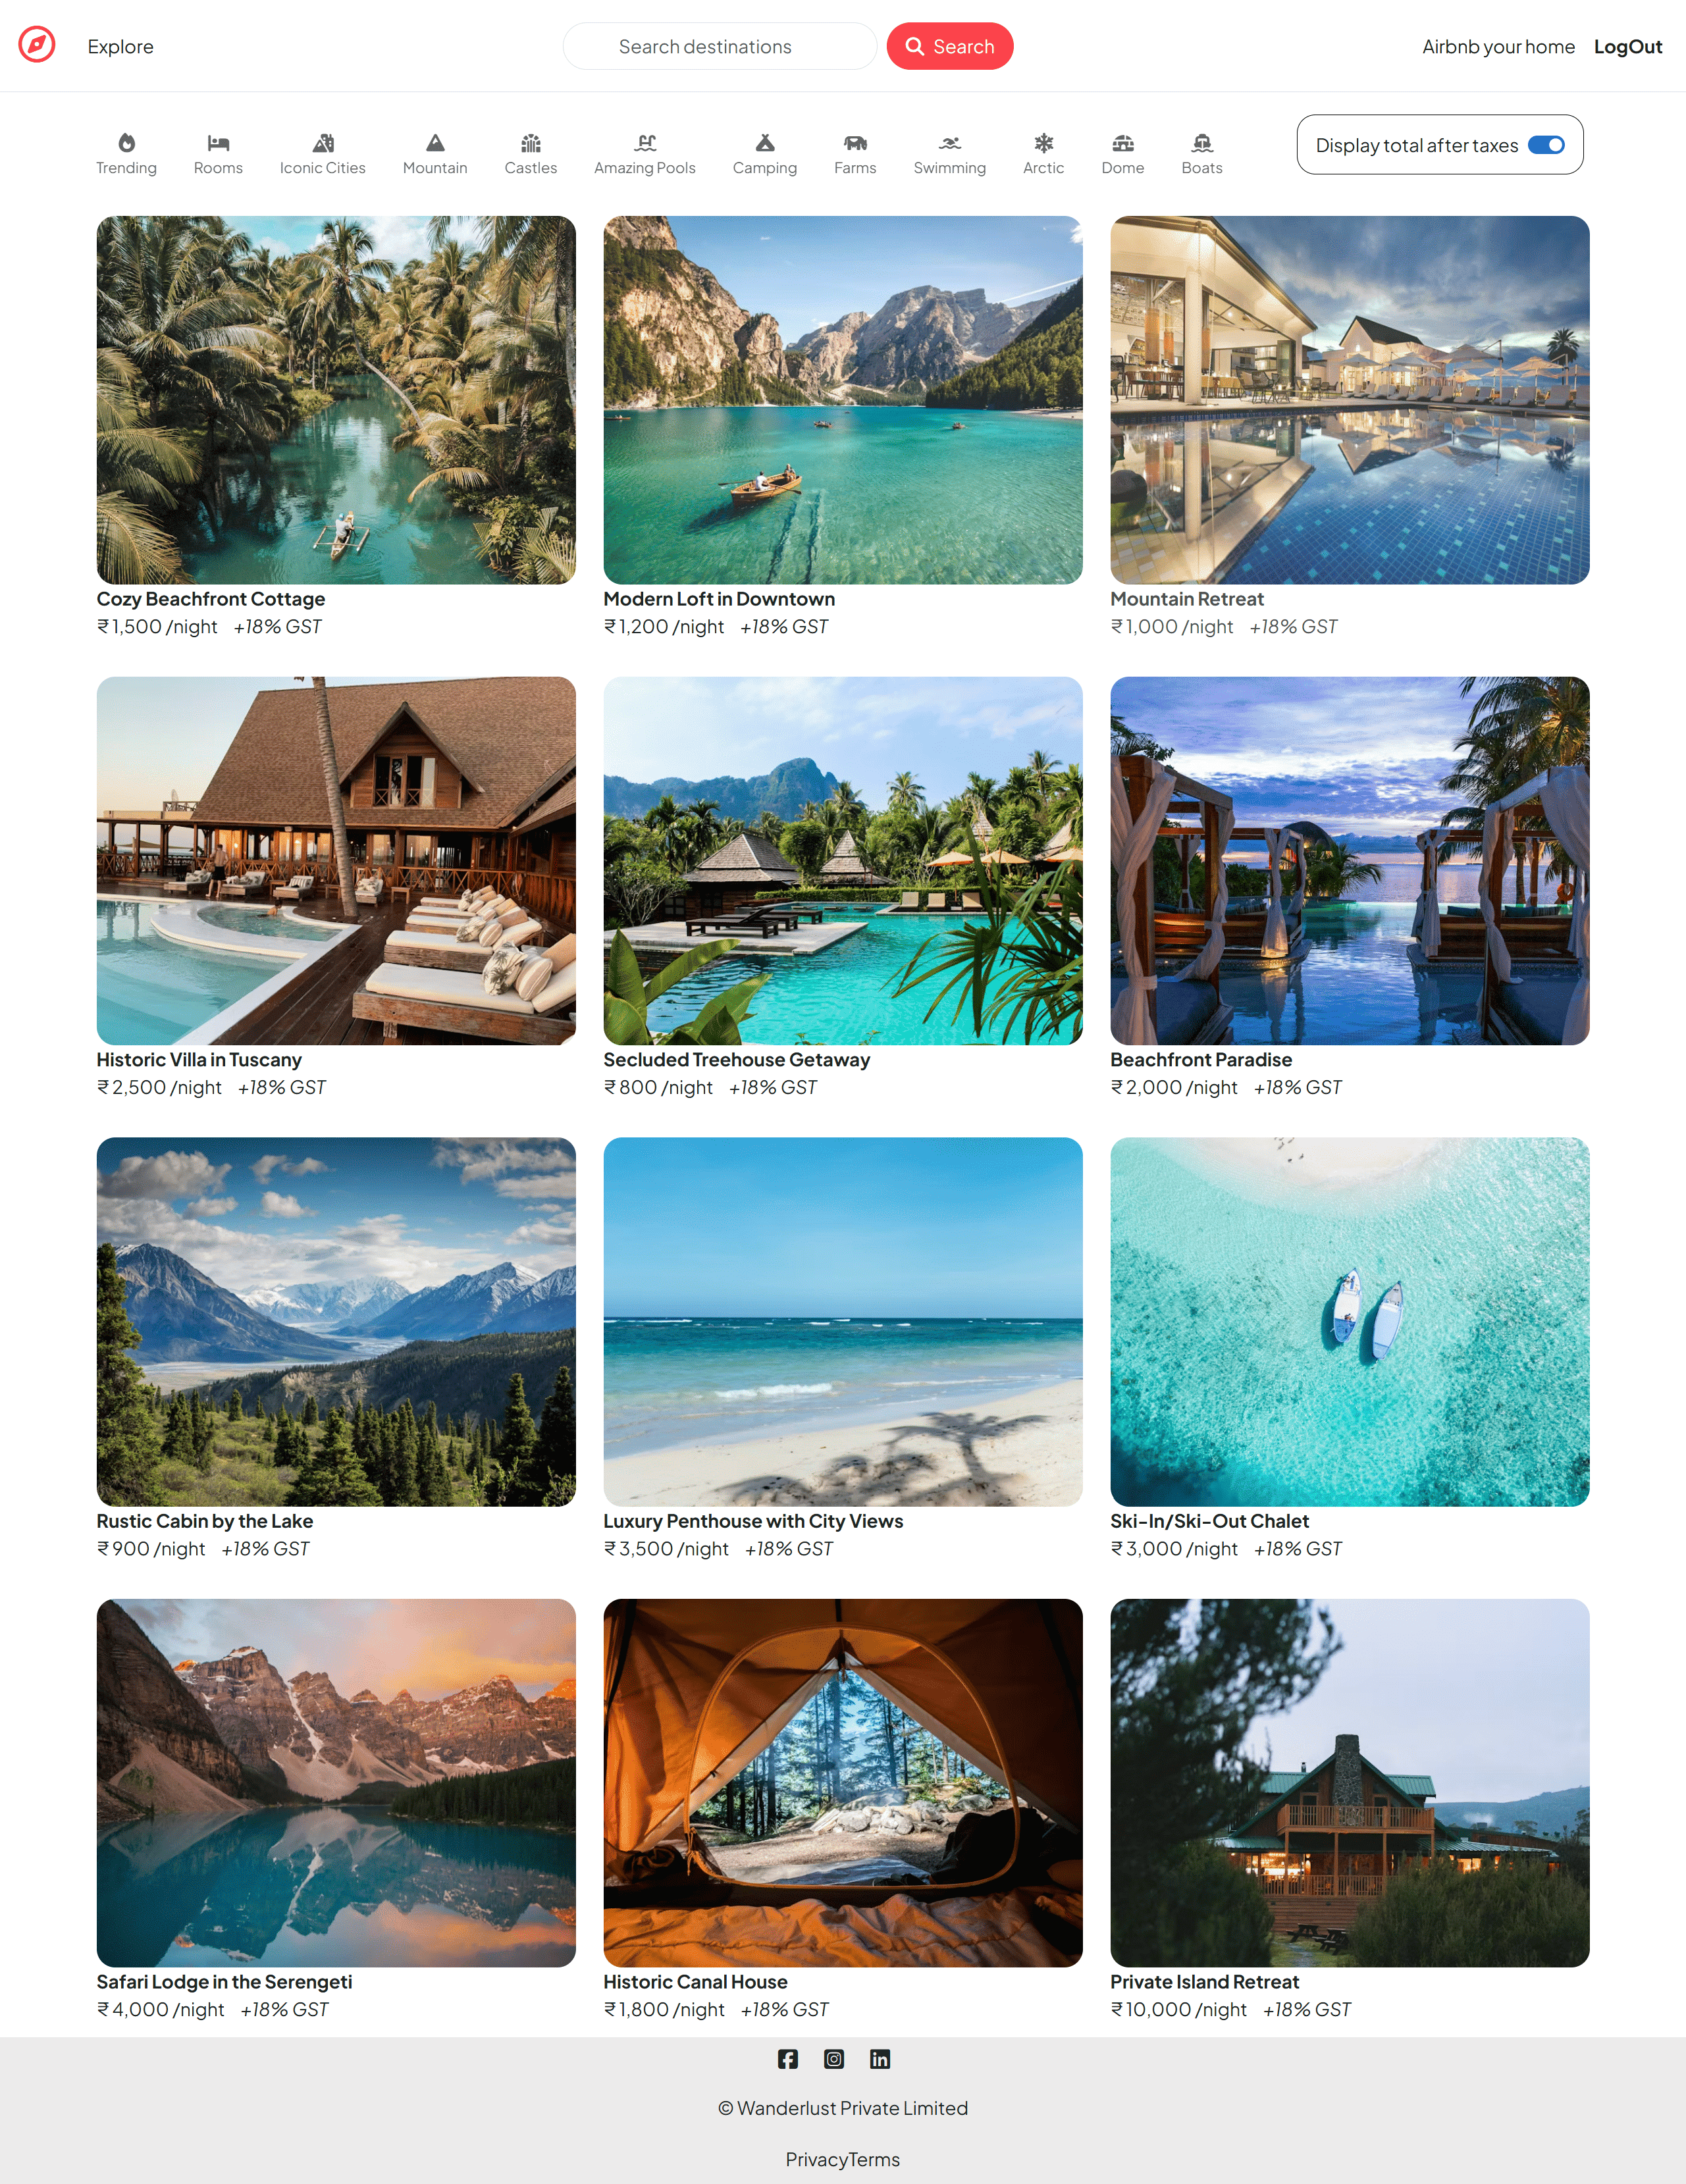 Explore
Search destinations
Search
Airbnb your home
LogOut
Trending
Rooms
Iconic Cities
Mountain
Castles
Amazing Pools
Camping
Farms
Swimming
Arctic
Dome
Boats
Display total after taxes
Cozy Beachfront Cottage
₹ 1,500 /night +18% GST
Modern Loft in Downtown
₹ 1,200 /night +18% GST
Mountain Retreat
₹ 1,000 /night +18% GST
Historic Villa in Tuscany
₹ 2,500 /night +18% GST
Secluded Treehouse Getaway
₹ 800 /night +18% GST
Beachfront Paradise
₹ 2,000 /night +18% GST
Rustic Cabin by the Lake
₹ 900 /night +18% GST
Luxury Penthouse with City Views
₹ 3,500 /night +18% GST
Ski-In/Ski-Out Chalet
₹ 3,000 /night +18% GST
Safari Lodge in the Serengeti
₹ 4,000 /night +18% GST
Historic Canal House
₹ 1,800 /night +18% GST
Private Island Retreat
₹ 10,000 /night +18% GST
© Wanderlust Private Limited
PrivacyTerms